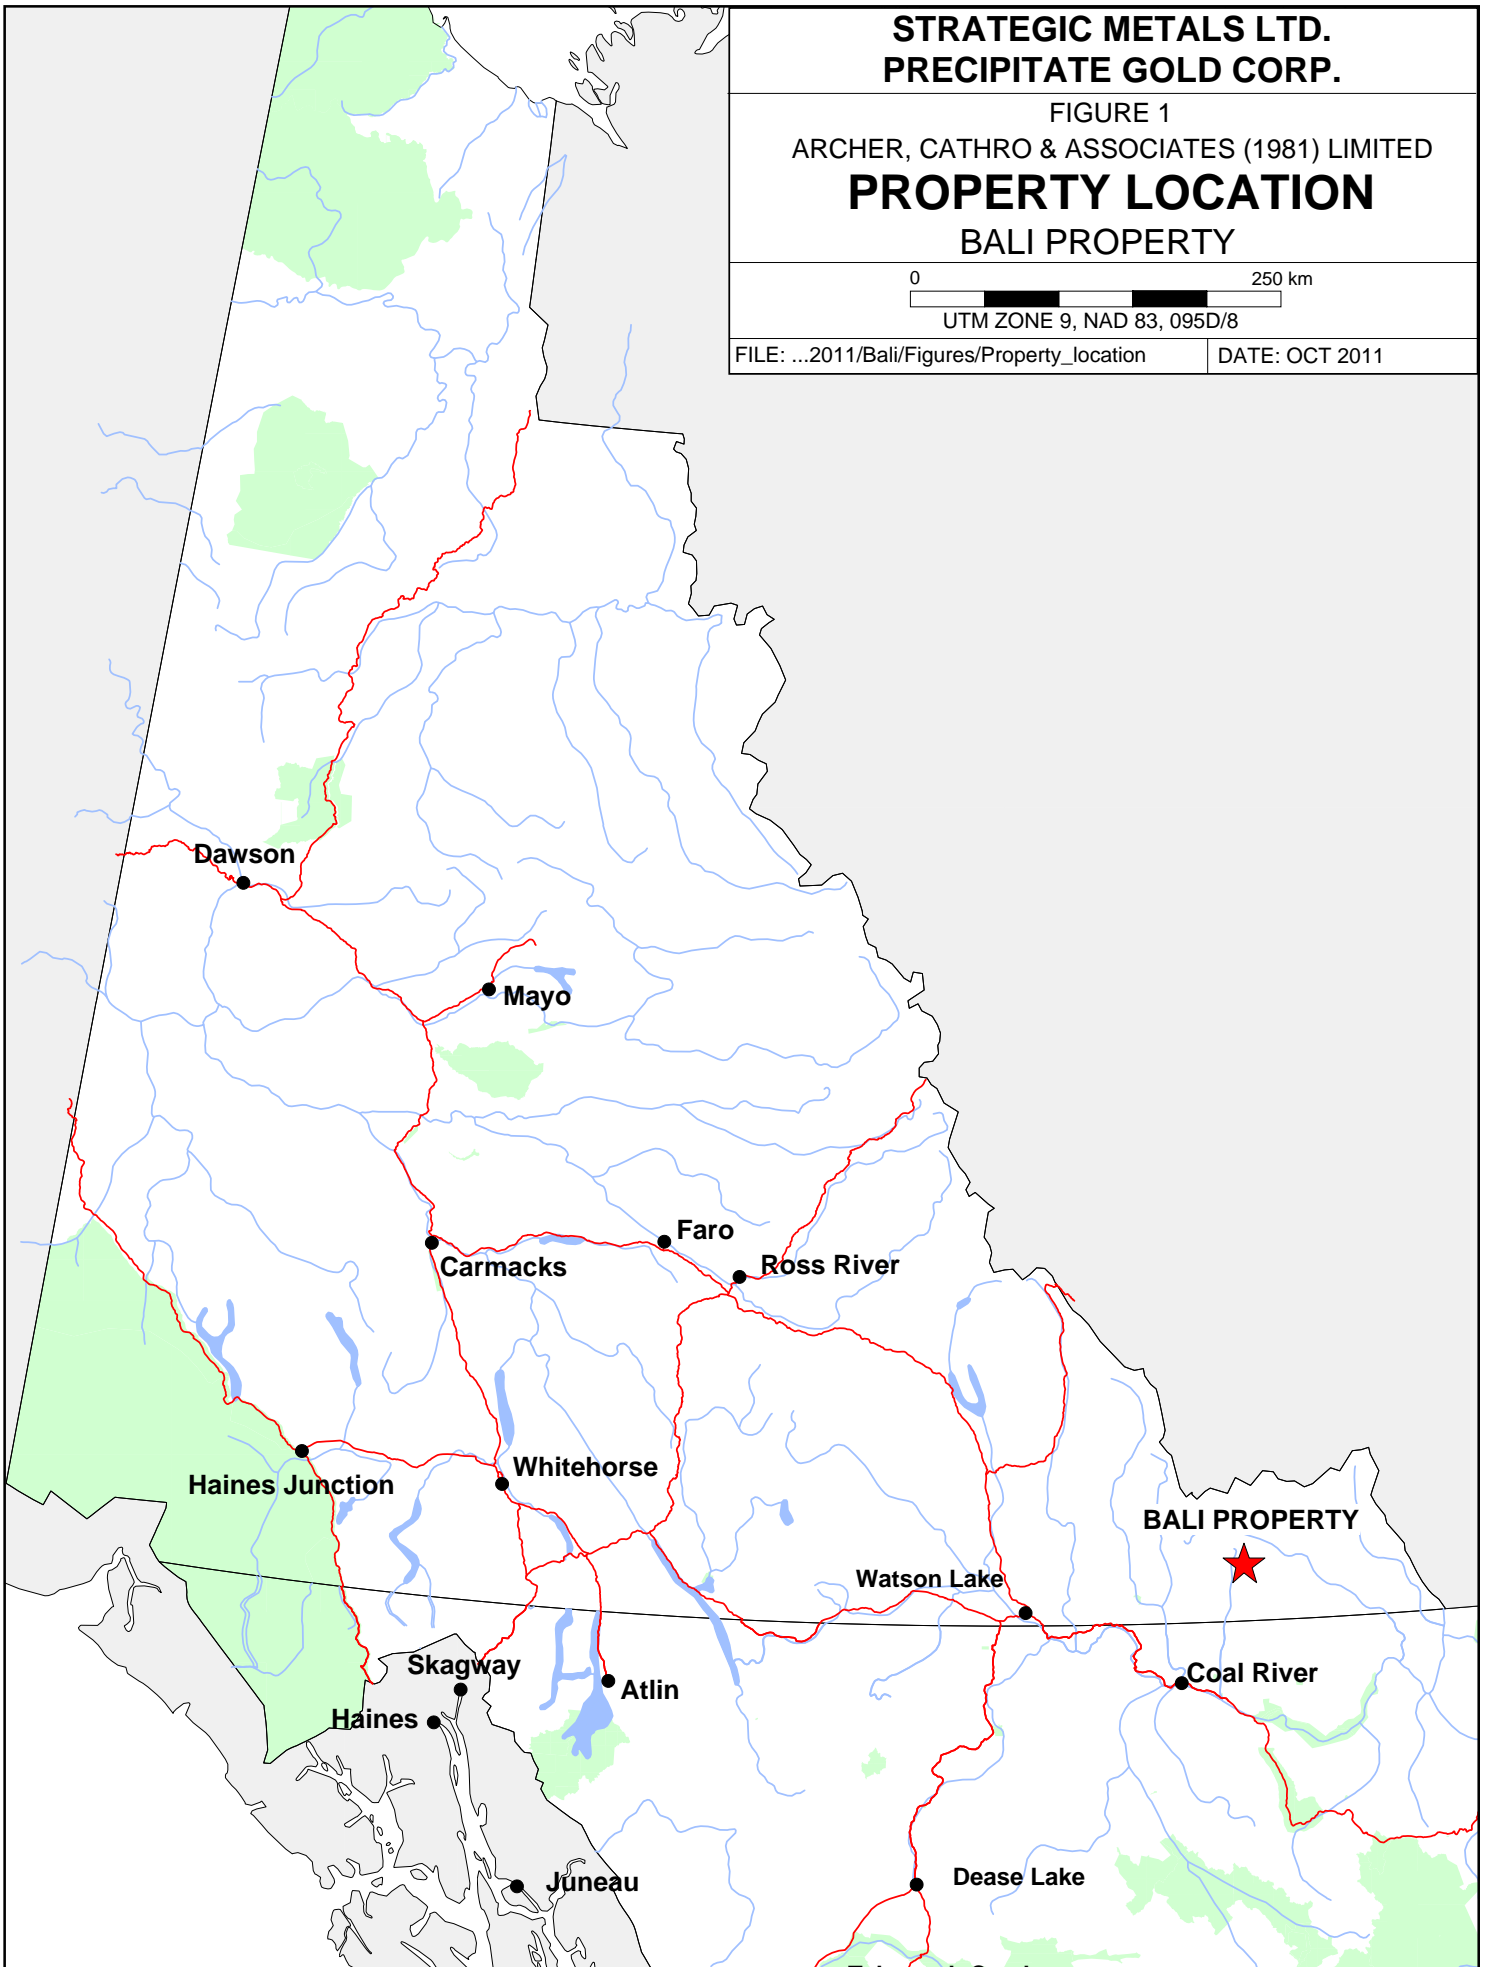 STRATEGIC METALS LTD.
PRECIPITATE GOLD CORP.
FIGURE 1
ARCHER, CATHRO & ASSOCIATES (1981) LIMITED
PROPERTY LOCATION
BALI PROPERTY
0 250 km
UTM ZONE 9, NAD 83, 095D/8
FILE: ...2011/Bali/Figures/Property_location DATE: OCT 2011
Dawson
Mayo
Faro
Ross River
Carmacks
Whitehorse
Haines Junction
BALI PROPERTY
Watson Lake
Skagway
Coal River
Atlin
Haines
Dease Lake
Juneau